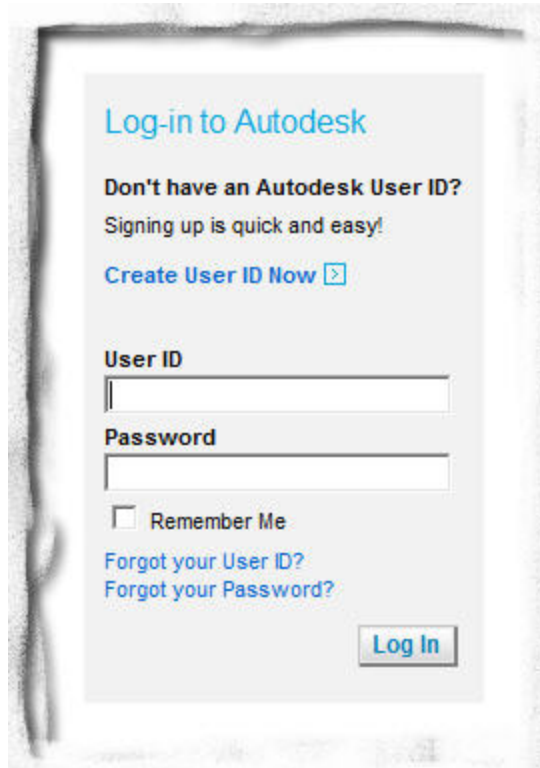 Log-in to Autodesk
Don't have an Autodesk User ID?
Signing up is quick and easy!
Create User ID Now
User ID
Password
Remember Me
Forgot your User ID?
Forgot your Password?
Log In